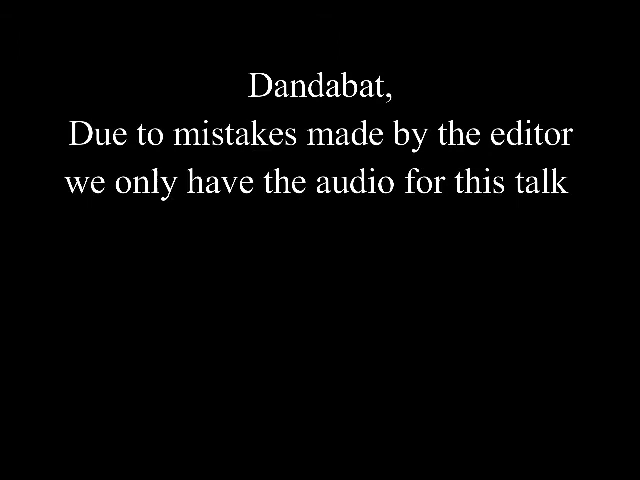 Dandabat,
Due to mistakes made by the editor
we only have the audio for this talk